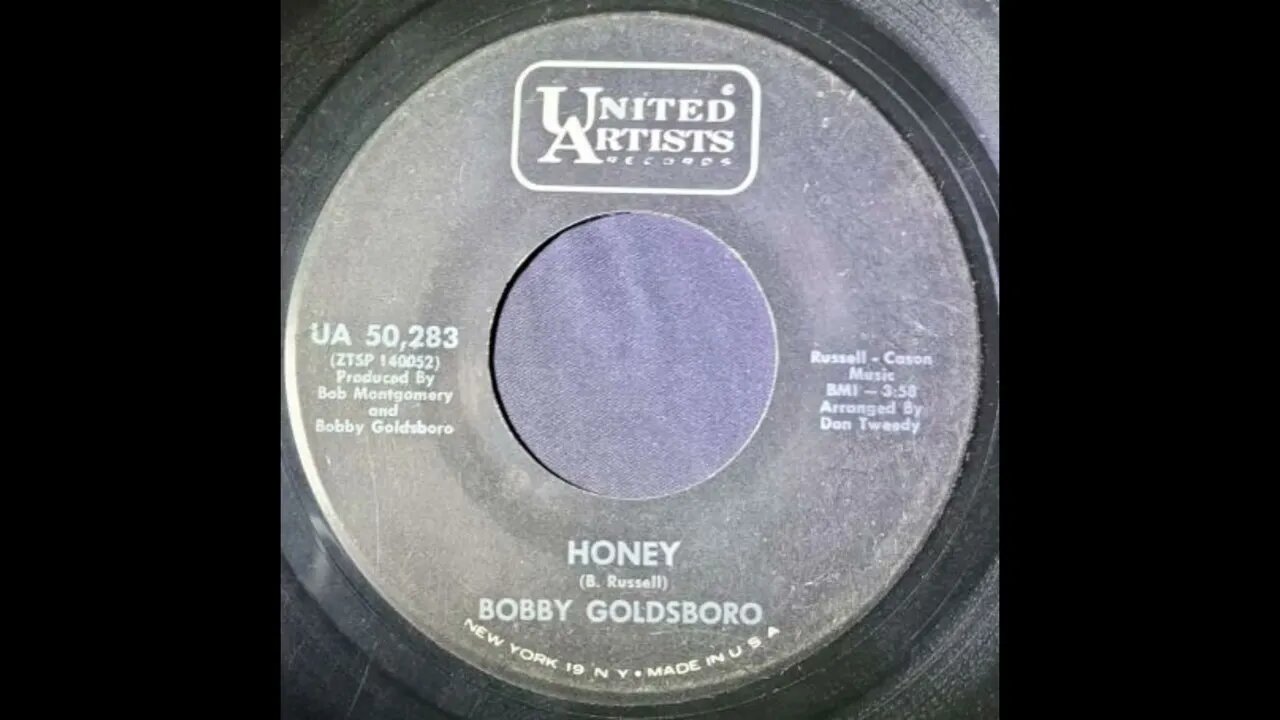 UNITED
ARTISTS
RECORDS
UA 50,283
(ZTSP 140052)
Produced By
Bob Montgomery
and
Bobby Goldsboro
Russell - Cason
Music
BMI — 3:58
Arranged By
Don Tweedy
HONEY
(B. Russell)
BOBBY GOLDSBORO
NEW YORK 19 N Y • MADE IN U S A